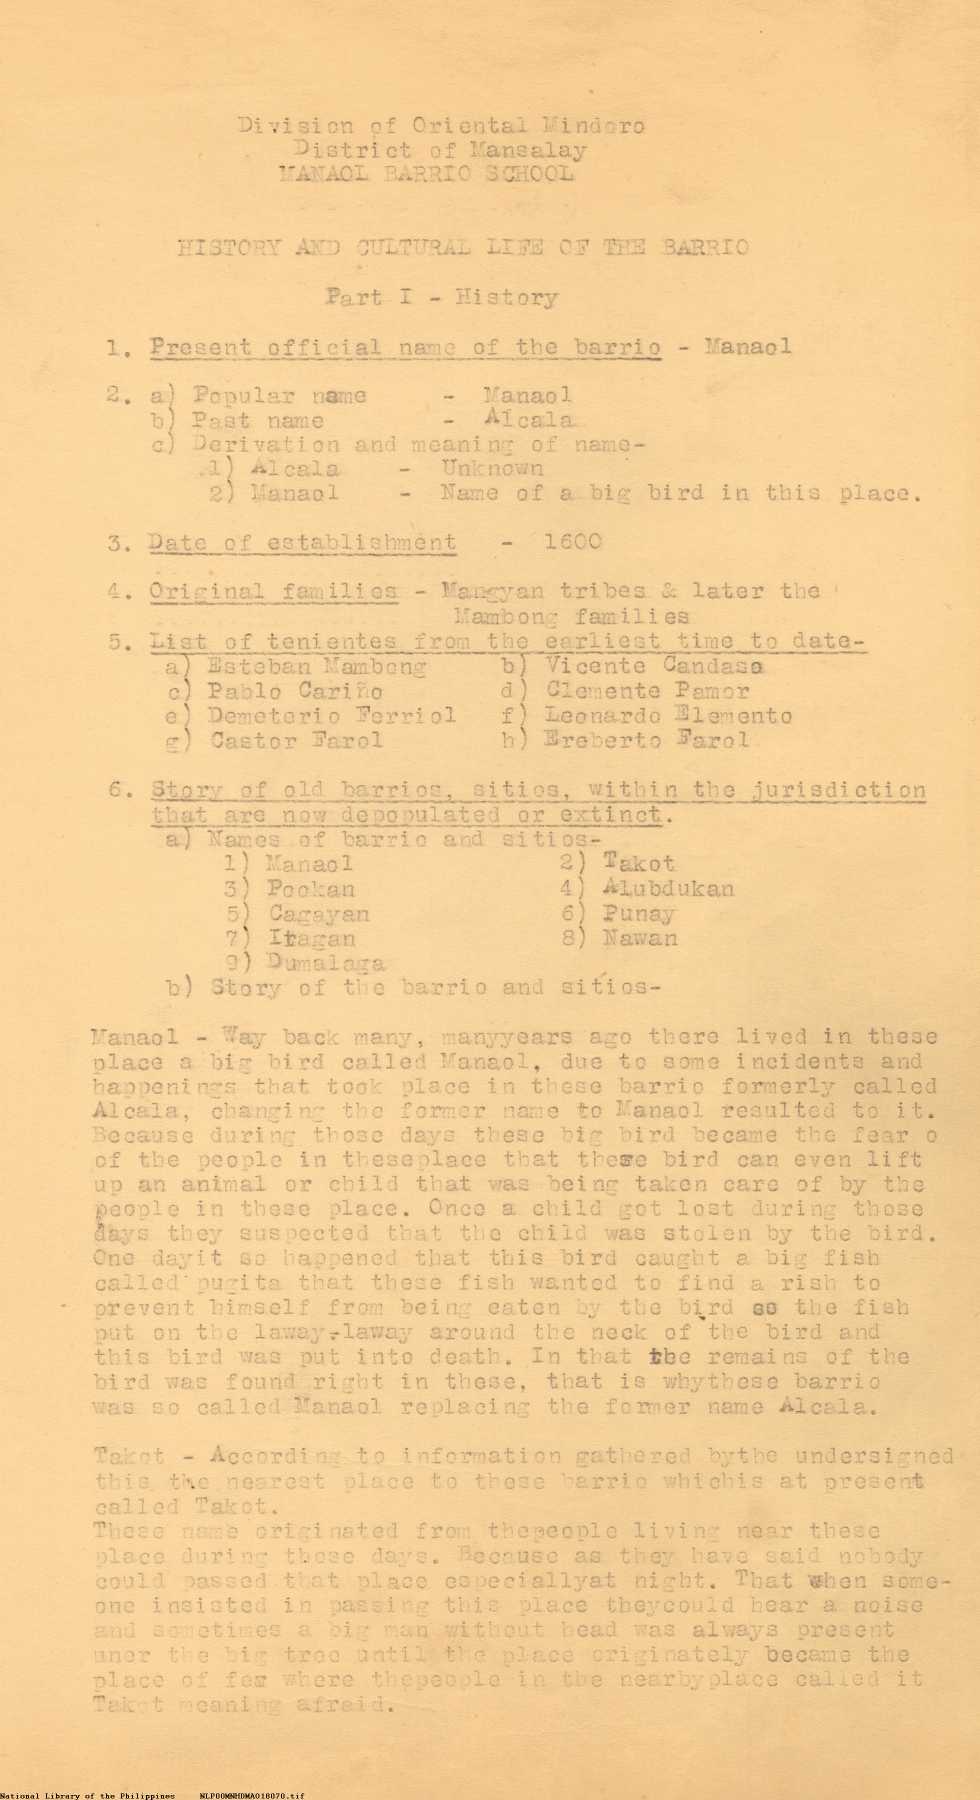 Division of Oriental Mindoro
District of Mansalay
MANAOL BARRIO SCHOOL
HISTORY AND CULTURAL LIFE OF THE BARRIO
Part I - History
1. Present official name of the barrio - Manaol
2. a) Popular name - Manaol
b) Past name - Alcala
c) Derivation and meaning of name-
1) Alcala - Unknown
2) Manaol - Name of a big bird in this place.
3. Date of establishment - 1600
4. Original families - Mangyan tribes & later the
Mambong families
5. List of tenientes from the earliest time to date-
a) Esteban Mambong b) Vicente Candaso
c) Pablo Cariño d) Clemente Pamor
e) Demeterio Ferriol f) Leonardo Elemento
g) Castor Farol h) Ereberto Farol
6. Story of old barrios, sitios, within the jurisdiction
that are now depopulated or extinct.
a) Names of barrio and sitios-
1) Manaol 2) Takot
3) Pookan 4) Alubdukan
5) Cagayan 6) Punay
7) Itagan 8) Nawan
9) Dumalaga
b) Story of the barrio and sitios-
Manaol - Way back many, manyyears ago there lived in these
place a big bird called Manaol, due to some incidents and
happenings that took place in these barrio formerly called
Alcala, changing the former name to Manaol resulted to it.
Because during those days these big bird became the fear o
of the people in theseplace that these bird can even lift
up an animal or child that was being taken care of by the
people in these place. Once a child got lost during those
days they suspected that the child was stolen by the bird.
One dayit so happened that this bird caught a big fish
called pugita that these fish wanted to find a rish to
prevent himself from being eaten by the bird so the fish
put on the laway-laway around the neck of the bird and
this bird was put into death. In that the remains of the
bird was found right in these, that is whythese barrio
was so called Manaol replacing the former name Alcala.
Takot - According to information gathered bythe undersigned
this the nearest place to these barrio whichis at present
called Takot.
These name originated from thepeople living near these
place during those days. Because as they have said nobody
could passed that place especiallyat night. That when some-
one insisted in passing this place theycould hear a noise
and sometimes a big man without head was always present
uner the big tree until the place originately became the
place of fea where thepeople in the nearbyplace called it
Takot meaning afraid.
National Library of the Philippines NLPOOMNHDMA018070.tif